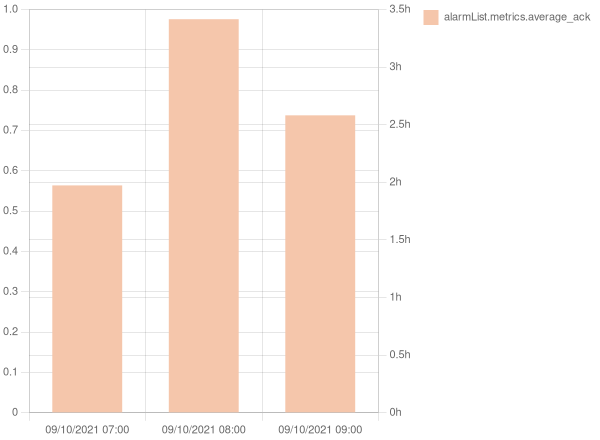 1.0
0.9
0.8
0.7
0.6
0.5
0.4
0.3
0.2
0.1
0
3.5h
3h
2.5h
2h
1.5h
1h
0.5h
0h
09/10/2021 07:00
09/10/2021 08:00
09/10/2021 09:00
alarmList.metrics.average_ack